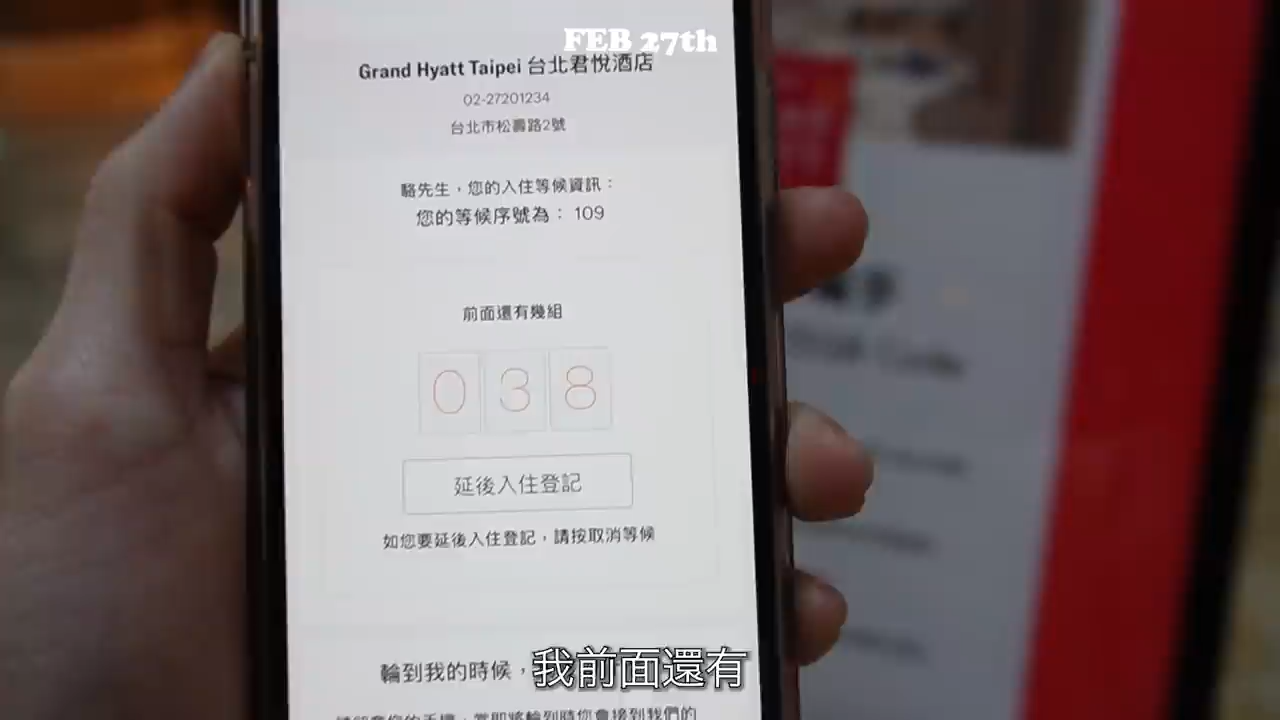 FEB 27th
Grand Hyatt Taipei 台北君悅酒店
02-27201234
台北市松壽路2號
駱先生，您的入住等候資訊：
您的等候序號為： 109
前面還有幾組
038
延後入住登記
如您要延後入住登記，請按取消等候
輪到我的時候，
我前面還有